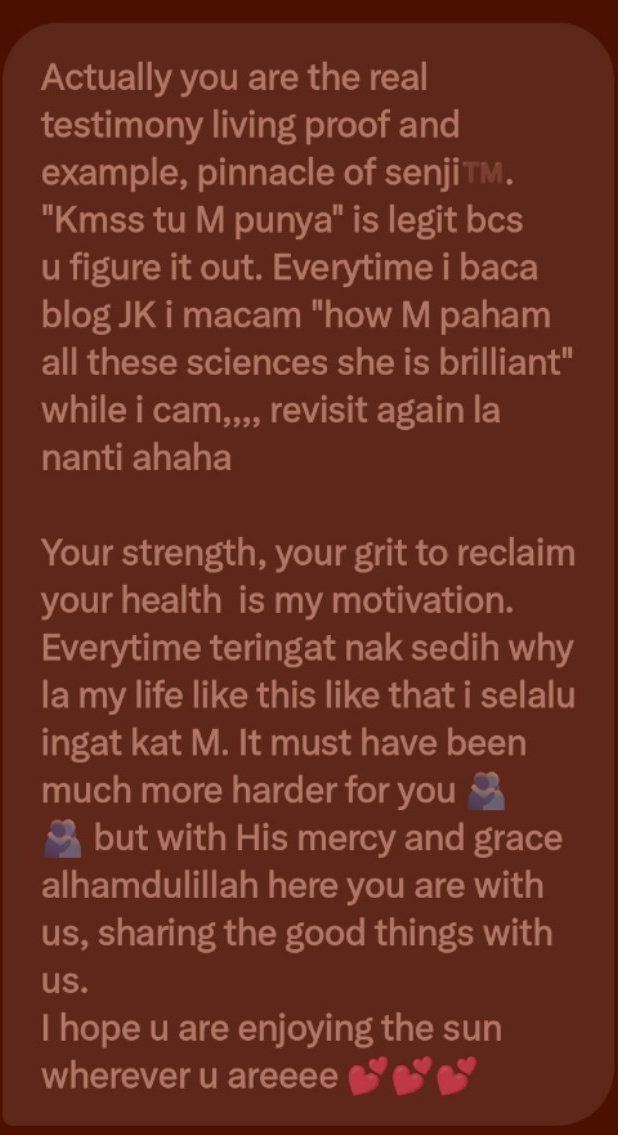 Actually you are the real
testimony living proof and
example, pinnacle of senji™️.
"Kmss tu M punya" is legit bcs
u figure it out. Everytime i baca
blog JK i macam "how M paham
all these sciences she is brilliant"
while i cam,,,, revisit again la
nanti ahaha
Your strength, your grit to reclaim
your health  is my motivation.
Everytime teringat nak sedih why
la my life like this like that i selalu
ingat kat M. It must have been
much more harder for you 🫂
🫂 but with His mercy and grace
alhamdulillah here you are with
us, sharing the good things with
us.
I hope u are enjoying the sun
wherever u areeee 💕💕💕